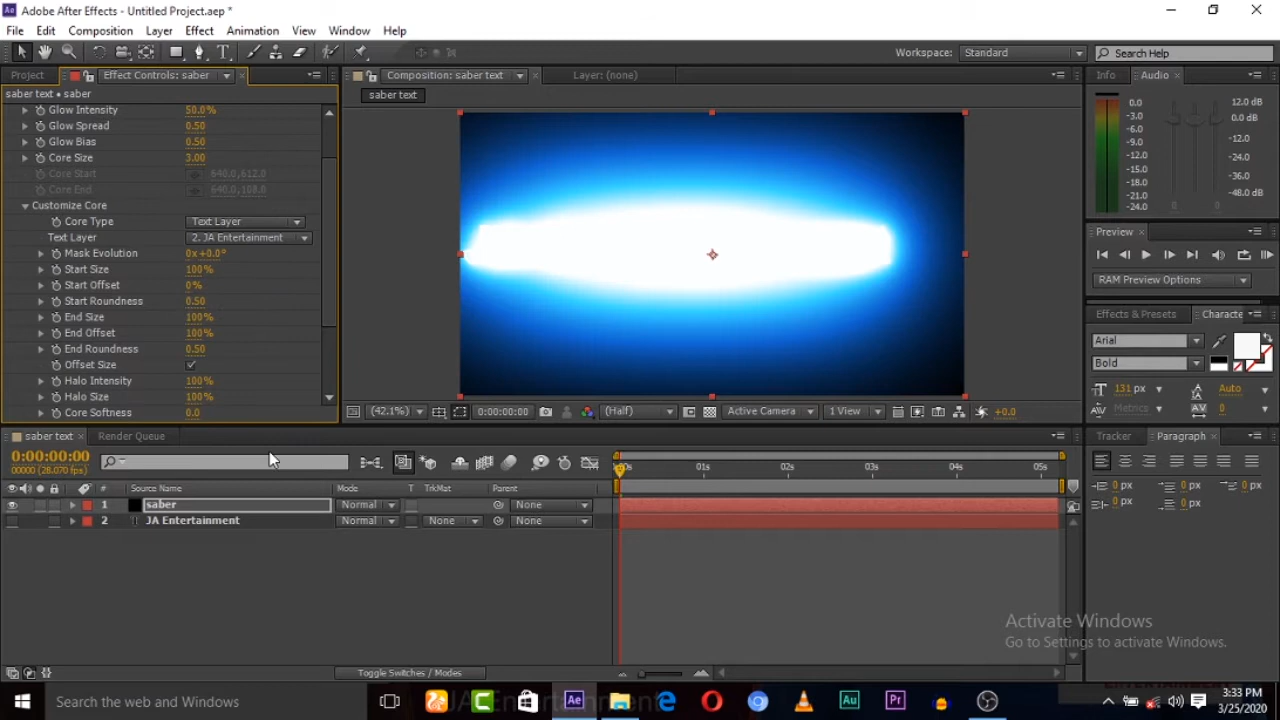 Adobe After Effects - Untitled Project.aep *
File Edit Composition Layer Effect Animation View Window Help
Workspace: Standard
Search Help
Project
Effect Controls: saber
Composition: saber text
Layer: (none)
Info
Audio
saber text • saber
saber text
Glow Intensity 50.0%
Glow Spread 0.50
Glow Bias 0.50
Core Size 3.00
Core Start 640.0,612.0
Core End 640.0,108.0
Customize Core
Core Type Text Layer
Text Layer 2. JA Entertainment
Mask Evolution 0x+0.0°
Start Size 100%
Start Offset 0%
Start Roundness 0.50
End Size 100%
End Offset 100%
End Roundness 0.50
Offset Size
Halo Intensity 100%
Halo Size 100%
Core Softness 0.0
(42.1%)
0:00:00:00
(Half)
Active Camera
1 View
+0.0
0.0
-3.0
-6.0
-9.0
-12.0
-15.0
-18.0
-21.0
-24.0
12.0 dB
0.0 dB
-12.0
-24.0
-36.0
-48.0 dB
Preview
RAM Preview Options
Effects & Presets
Characte
Arial
Bold
131 px
Auto
Metrics
0
Tracker
Paragraph
0 px
0 px
0 px
0 px
0 px
saber text
Render Queue
0:00:00:00
00000 (28.070 fps)
# Source Name Mode T TrkMat Parent
01s 02s 03s 04s 05s
1 saber Normal None
2 T JA Entertainment Normal None None
Toggle Switches / Modes
Activate Windows
Go to Settings to activate Windows.
Search the web and Windows
JA Entertainment
3:33 PM
3/25/2020